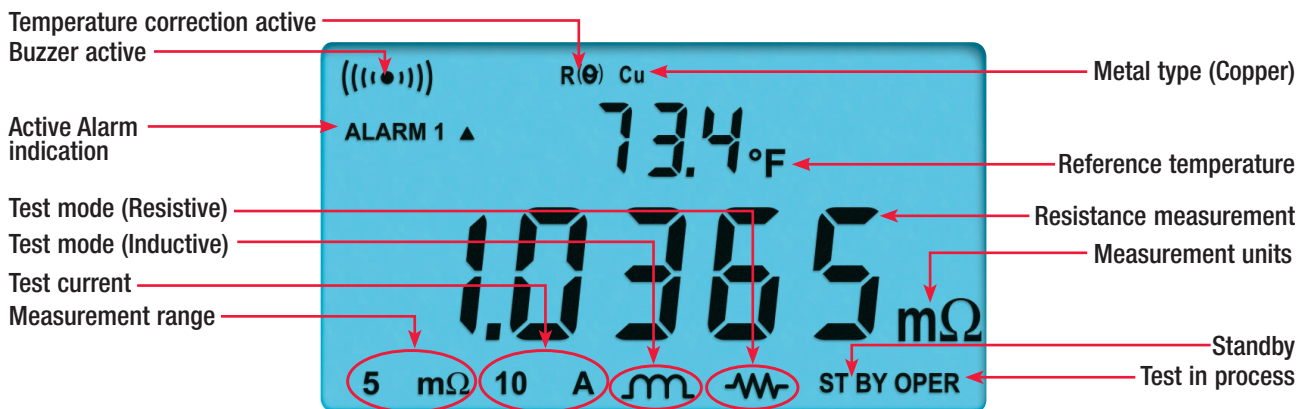 Temperature correction active
Buzzer active
Active Alarm
indication
Test mode (Resistive)
Test mode (Inductive)
Test current
Measurement range
R(Θ) Cu
ALARM 1 ▲
73.4 °F
1.0365 mΩ
5 mΩ 10 A
ST BY OPER
Metal type (Copper)
Reference temperature
Resistance measurement
Measurement units
Standby
Test in process